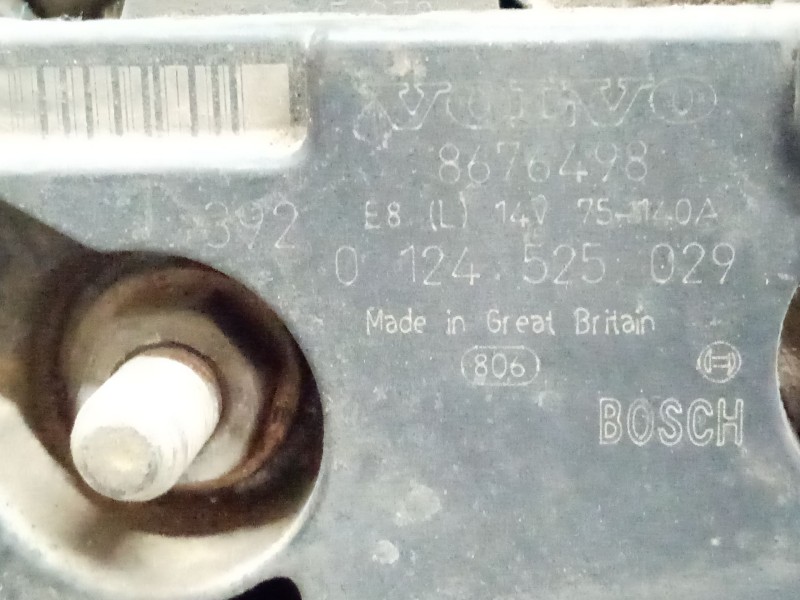 VOLVO
8676498
392
E8 (L) 14V 75-140A
0 124 525 029
Made in Great Britain
806
BOSCH